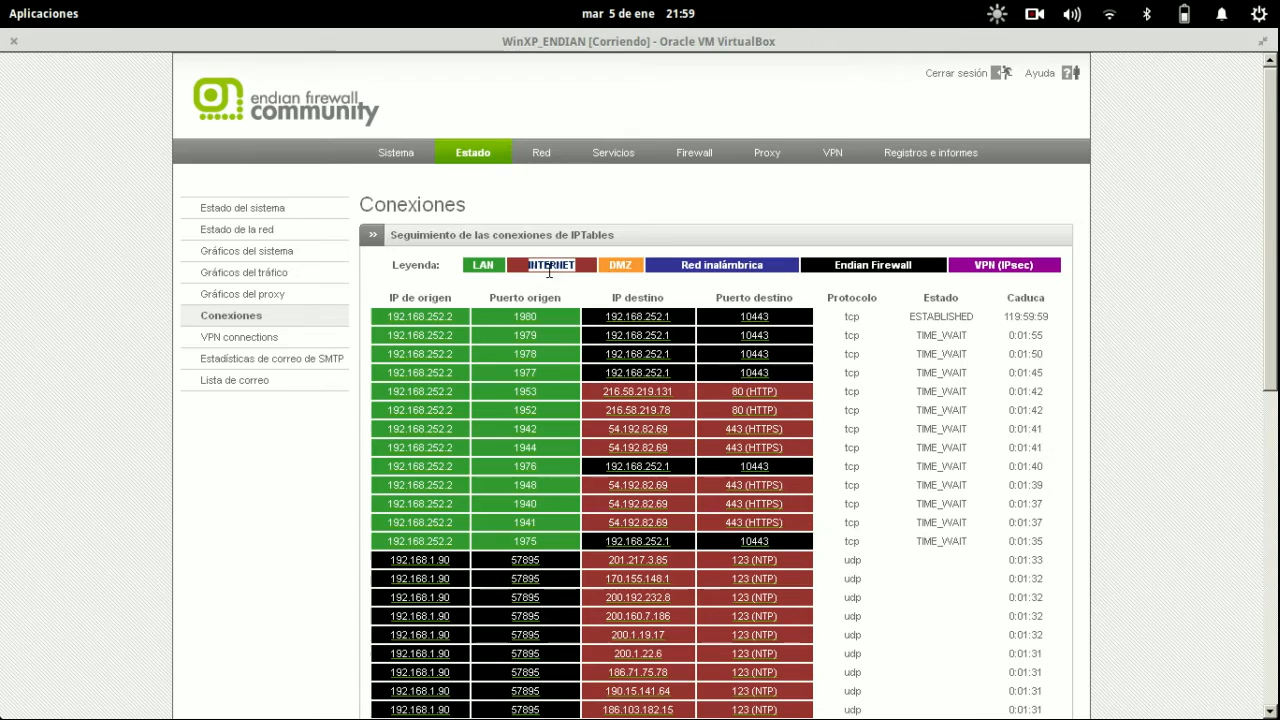 Aplicaciones mar 5 de ene 21:59
WinXP_ENDIAN [Corriendo] - Oracle VM VirtualBox
endian firewall
community
Cerrar sesión Ayuda
Sistema Estado Red Servicios Firewall Proxy VPN Registros e informes
Estado del sistema
Estado de la red
Gráficos del sistema
Gráficos del tráfico
Gráficos del proxy
Conexiones
VPN connections
Estadísticas de correo de SMTP
Lista de correo
Conexiones
Seguimiento de las conexiones de IPTables
Leyenda: LAN INTERNET DMZ Red inalámbrica Endian Firewall VPN (IPsec)
IP de origen Puerto origen IP destino Puerto destino Protocolo Estado Caduca
192.168.252.2 1980 192.168.252.1 10443 tcp ESTABLISHED 119:59:59
192.168.252.2 1979 192.168.252.1 10443 tcp TIME_WAIT 0:01:55
192.168.252.2 1978 192.168.252.1 10443 tcp TIME_WAIT 0:01:50
192.168.252.2 1977 192.168.252.1 10443 tcp TIME_WAIT 0:01:45
192.168.252.2 1953 216.58.219.131 80 (HTTP) tcp TIME_WAIT 0:01:42
192.168.252.2 1952 216.58.219.78 80 (HTTP) tcp TIME_WAIT 0:01:42
192.168.252.2 1942 54.192.82.69 443 (HTTPS) tcp TIME_WAIT 0:01:41
192.168.252.2 1944 54.192.82.69 443 (HTTPS) tcp TIME_WAIT 0:01:41
192.168.252.2 1976 192.168.252.1 10443 tcp TIME_WAIT 0:01:40
192.168.252.2 1948 54.192.82.69 443 (HTTPS) tcp TIME_WAIT 0:01:39
192.168.252.2 1940 54.192.82.69 443 (HTTPS) tcp TIME_WAIT 0:01:37
192.168.252.2 1941 54.192.82.69 443 (HTTPS) tcp TIME_WAIT 0:01:37
192.168.252.2 1975 192.168.252.1 10443 tcp TIME_WAIT 0:01:35
192.168.1.90 57895 201.217.3.85 123 (NTP) udp 0:01:33
192.168.1.90 57895 170.155.148.1 123 (NTP) udp 0:01:32
192.168.1.90 57895 200.192.232.8 123 (NTP) udp 0:01:32
192.168.1.90 57895 200.160.7.186 123 (NTP) udp 0:01:32
192.168.1.90 57895 200.1.19.17 123 (NTP) udp 0:01:32
192.168.1.90 57895 200.1.22.6 123 (NTP) udp 0:01:31
192.168.1.90 57895 186.71.75.78 123 (NTP) udp 0:01:31
192.168.1.90 57895 190.15.141.64 123 (NTP) udp 0:01:31
192.168.1.90 57895 186.103.182.15 123 (NTP) udp 0:01:31